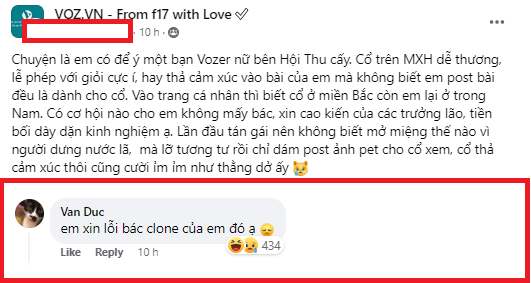 VOZ.VN - From f17 with Love
10 h
Chuyện là em có để ý một bạn Vozer nữ bên Hội Thu cấy. Cổ trên MXH dễ thương,
lễ phép với giỏi cực í, hay thả cảm xúc vào bài của em mà không biết em post bài
đều là dành cho cổ. Vào trang cá nhân thì biết cổ ở miền Bắc còn em lại ở trong
Nam. Có cơ hội nào cho em không mấy bác, xin cao kiến của các trưởng lão, tiền
bối dày dặn kinh nghiệm ạ. Lần đầu tán gái nên không biết mở miệng thế nào vì
người dưng nước lã, mà lỡ tương tư rồi chỉ dám post ảnh pet cho cổ xem, cổ thả
cảm xúc thôi cũng cười ỉm ỉm như thằng dở ấy
Van Duc
em xin lỗi bác clone của em đó ạ
434
Like Reply 10 h